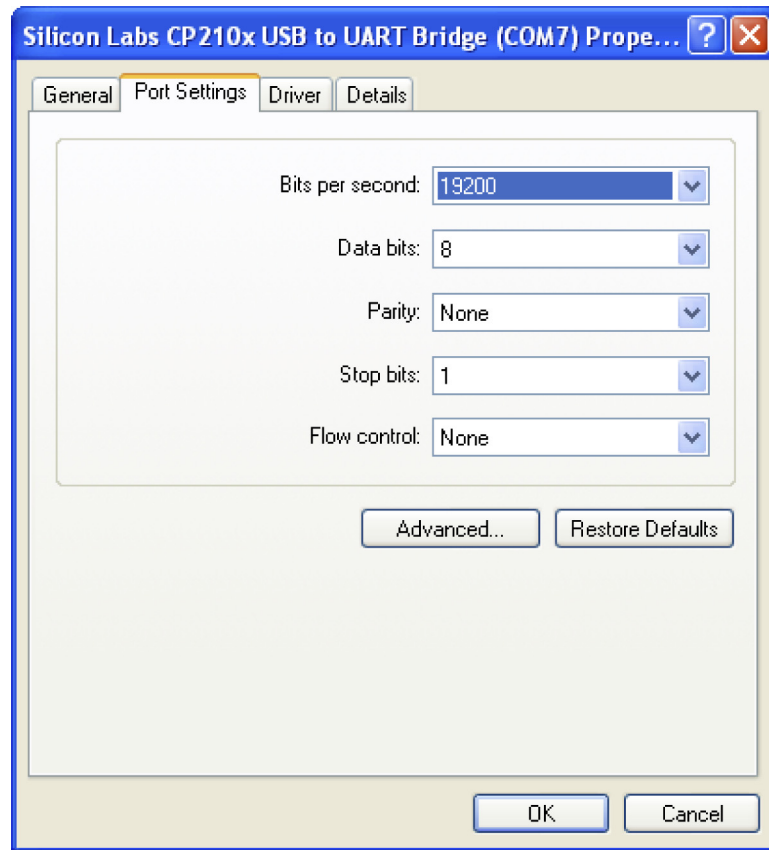 Silicon Labs CP210x USB to UART Bridge (COM7) Prope...
General Port Settings Driver Details
Bits per second: 19200
Data bits: 8
Parity: None
Stop bits: 1
Flow control: None
Advanced... Restore Defaults
OK Cancel